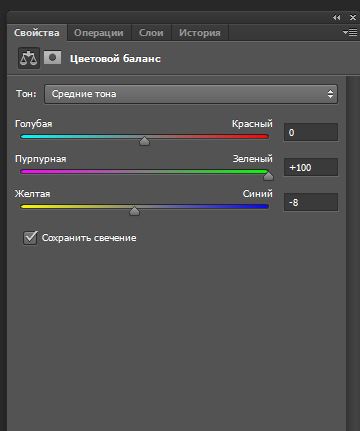 Свойства Операции Слои История
Цветовой баланс
Тон: Средние тона
Голубая Красный 0
Пурпурная Зеленый +100
Желтая Синий -8
Сохранить свечение